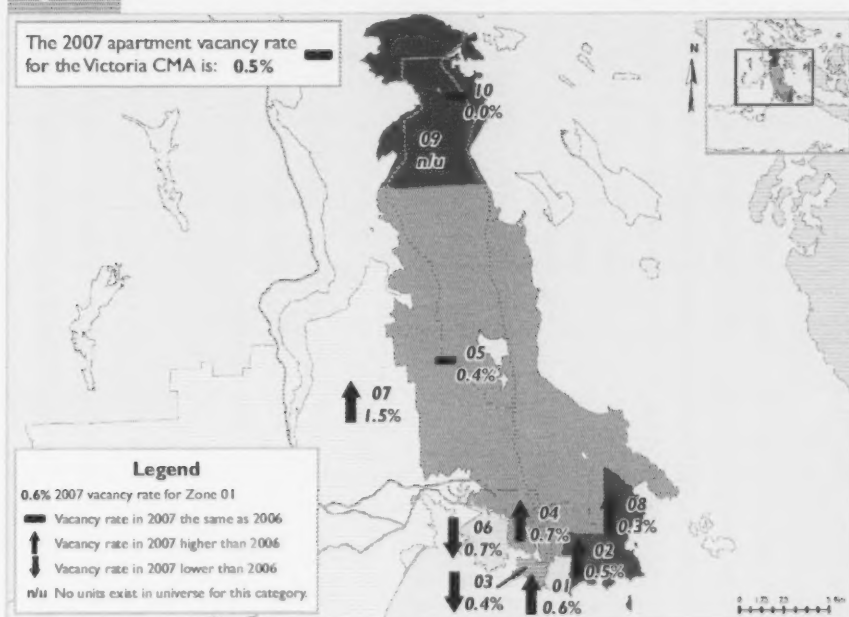 The 2007 apartment vacancy rate
for the Victoria CMA is: 0.5%
N
10
0.0%
09
n/u
05
0.4%
07
1.5%
Legend
0.6% 2007 vacancy rate for Zone 01
Vacancy rate in 2007 the same as 2006
Vacancy rate in 2007 higher than 2006
Vacancy rate in 2007 lower than 2006
n/u No units exist in universe for this category.
04
0.7%
08
0.3%
06
0.7%
02
0.5%
03
0.4%
01
0.6%
0